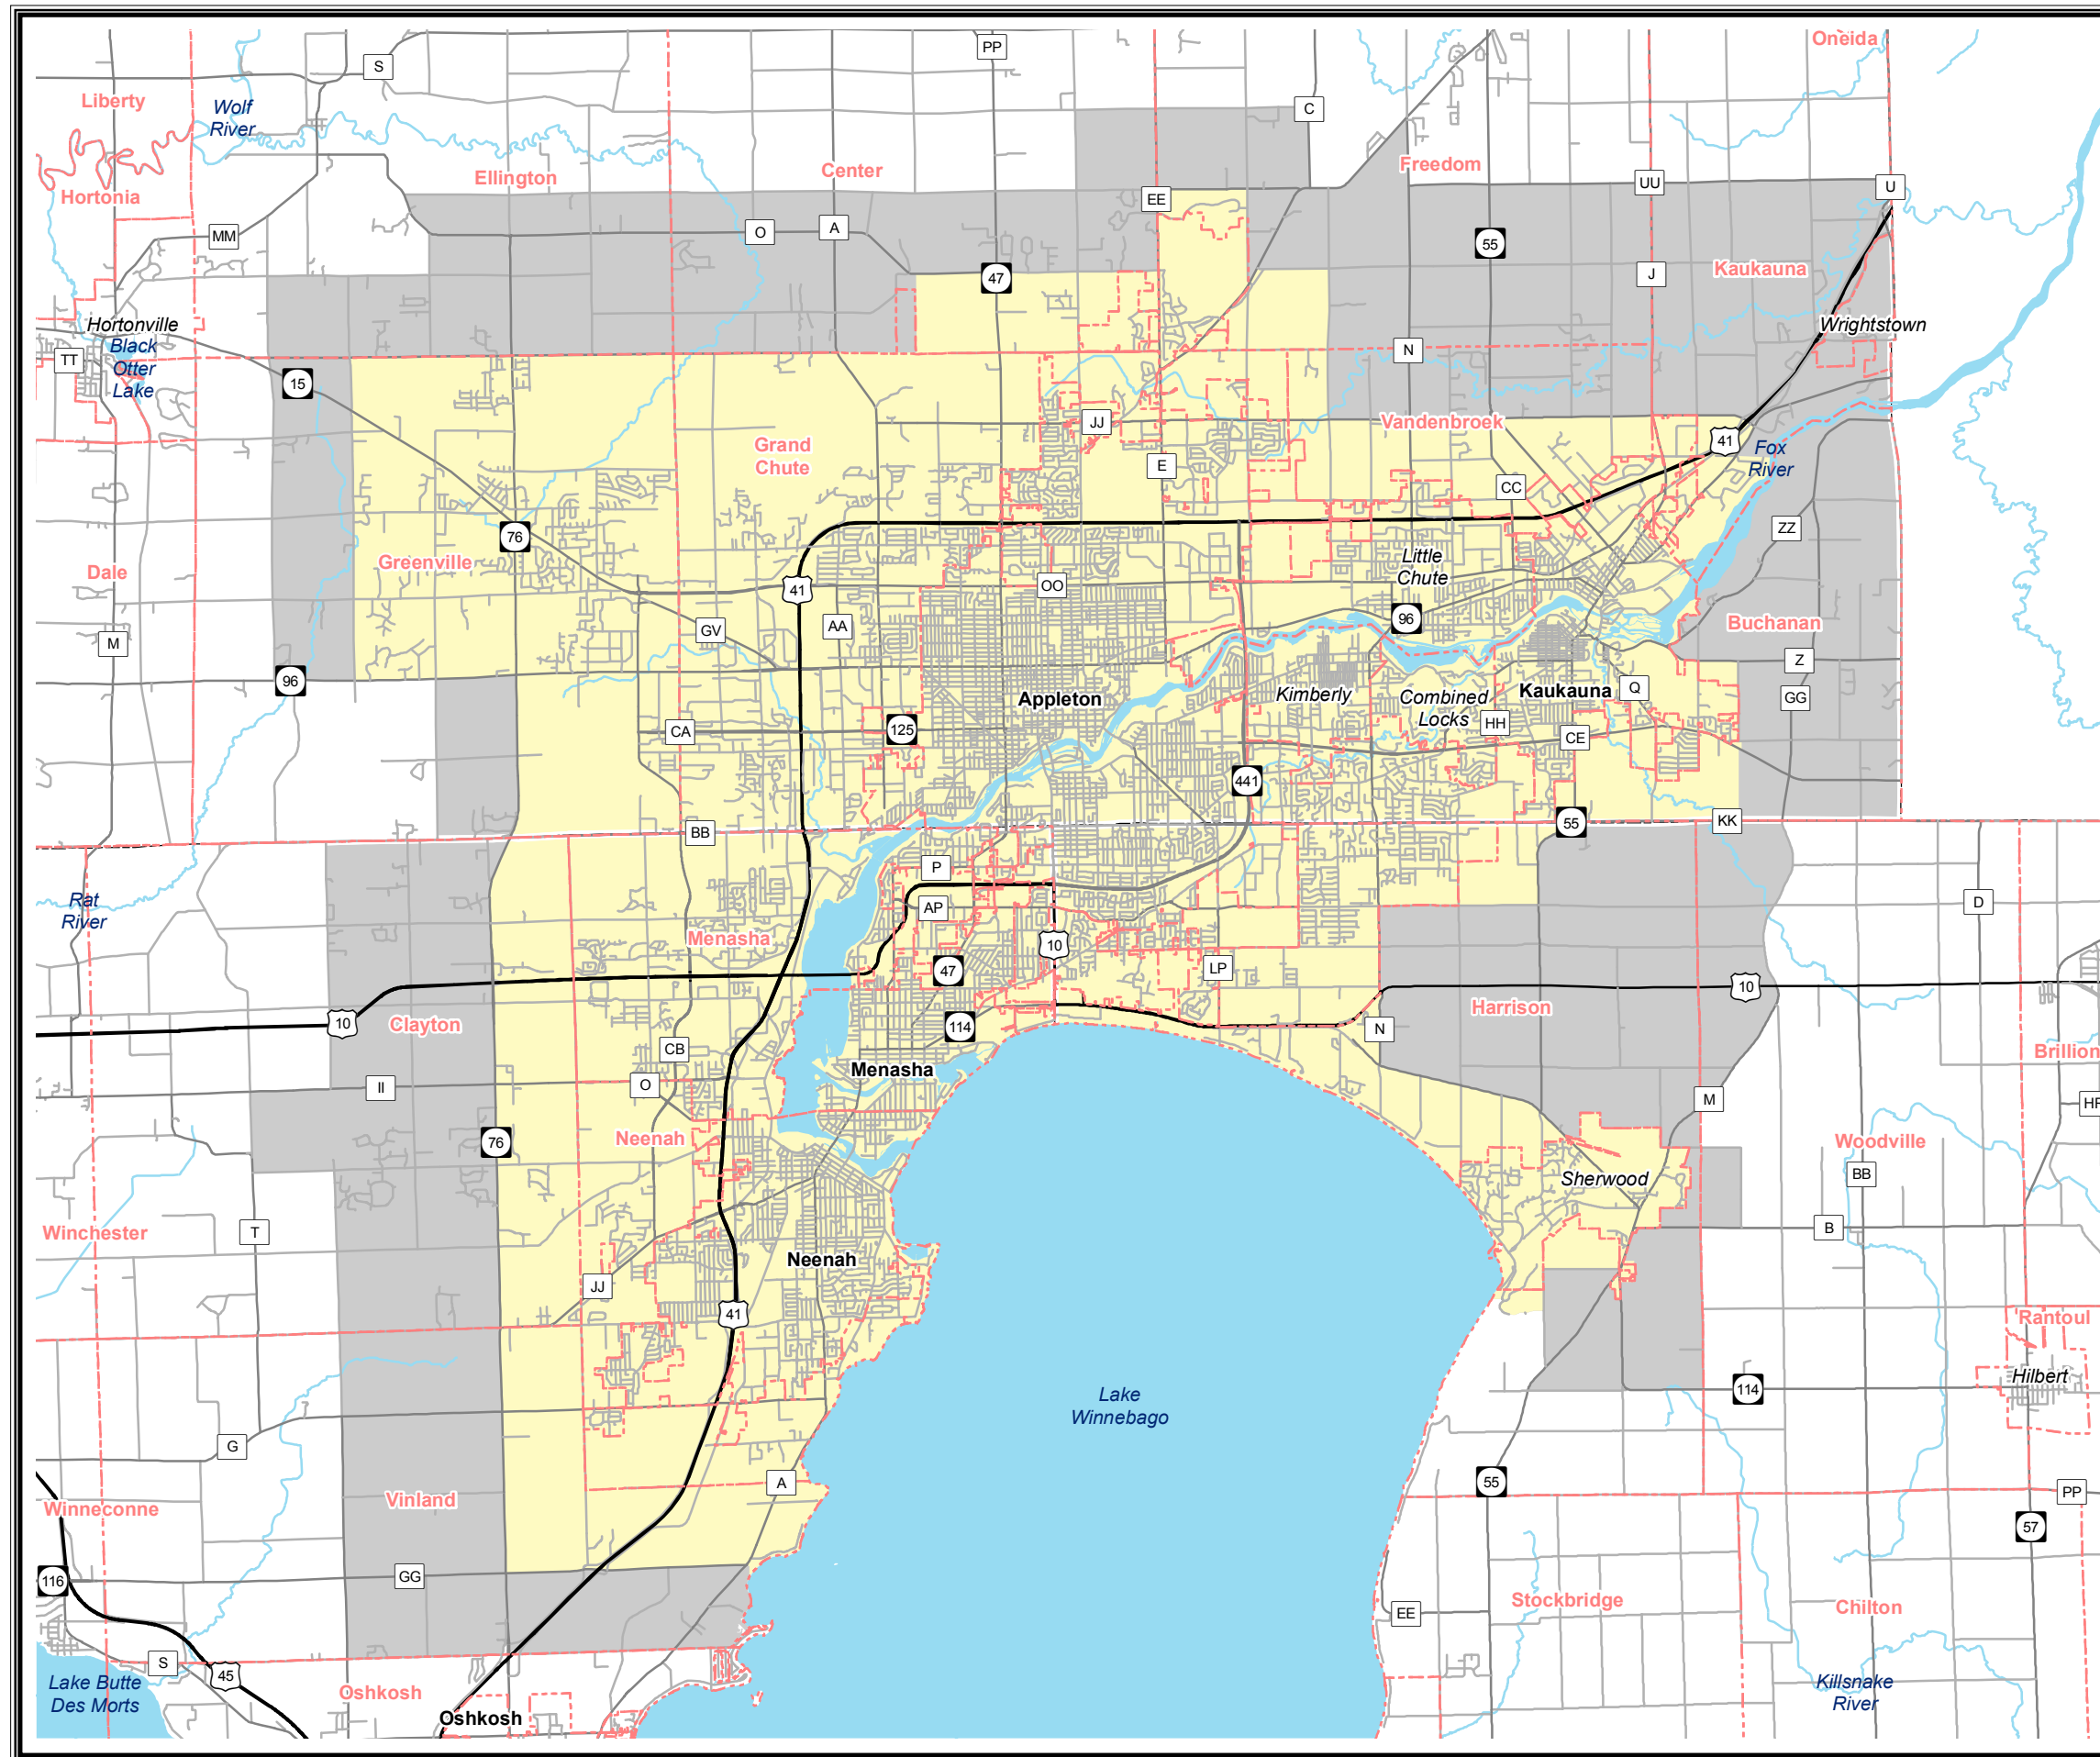 Oneida
PP
S
Liberty
Wolf
River
C
Freedom
Center
Ellington
UU
U
Hortonia
EE
MM
O
A
55
47
J
Kaukauna
Hortonville
Wrightstown
Black
Otter
Lake
TT
N
15
JJ
Vandenbroek
41
Grand
Chute
E
Fox
River
CC
76
ZZ
Greenville
Little
Chute
Dale
41
OO
96
GV
AA
Buchanan
M
Z
96
Appleton
Kimberly
Combined
Locks
Kaukauna
Q
GG
HH
CA
125
CE
441
BB
55
KK
P
Rat
River
AP
D
Menasha
10
47
LP
10
Harrison
10
Clayton
114
N
CB
Brillion
Menasha
II
O
M
HR
76
Neenah
Woodville
BB
Sherwood
Winchester
T
B
Neenah
JJ
41
Rantoul
Hilbert
114
Lake
Winnebago
G
A
55
PP
Vinland
Winneconne
57
116
GG
Stockbridge
EE
Chilton
S
45
Lake Butte
Des Morts
Oshkosh
Killsnake
River
Oshkosh